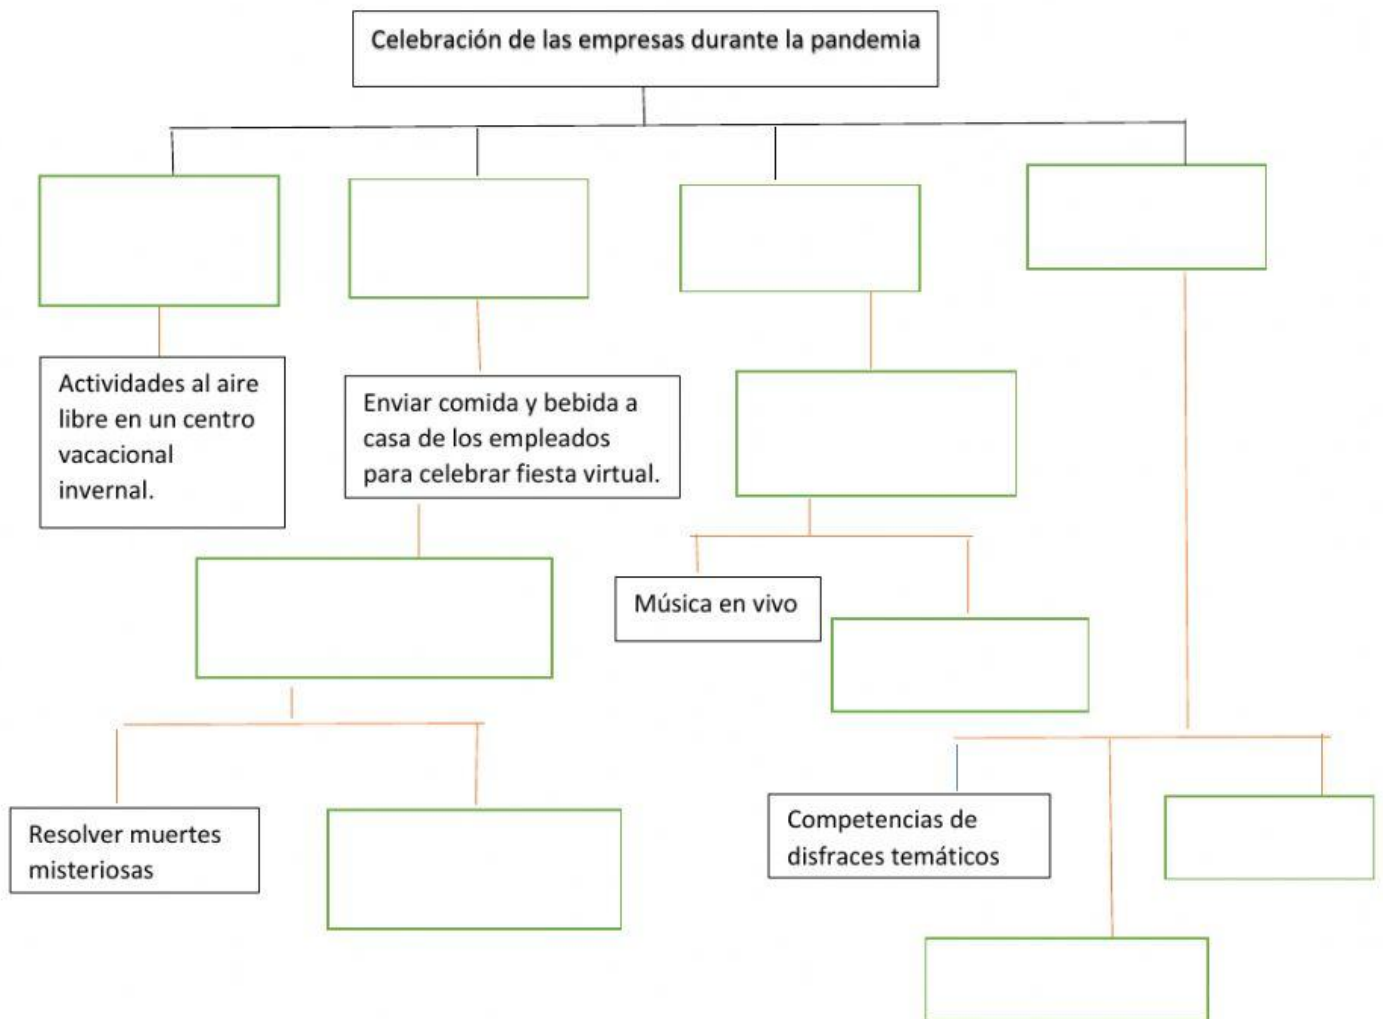 Celebración de las empresas durante la pandemia
Actividades al aire
libre en un centro
vacacional
invernal.
Enviar comida y bebida a
casa de los empleados
para celebrar fiesta virtual.
Música en vivo
Resolver muertes
misteriosas
Competencias de
disfraces temáticos